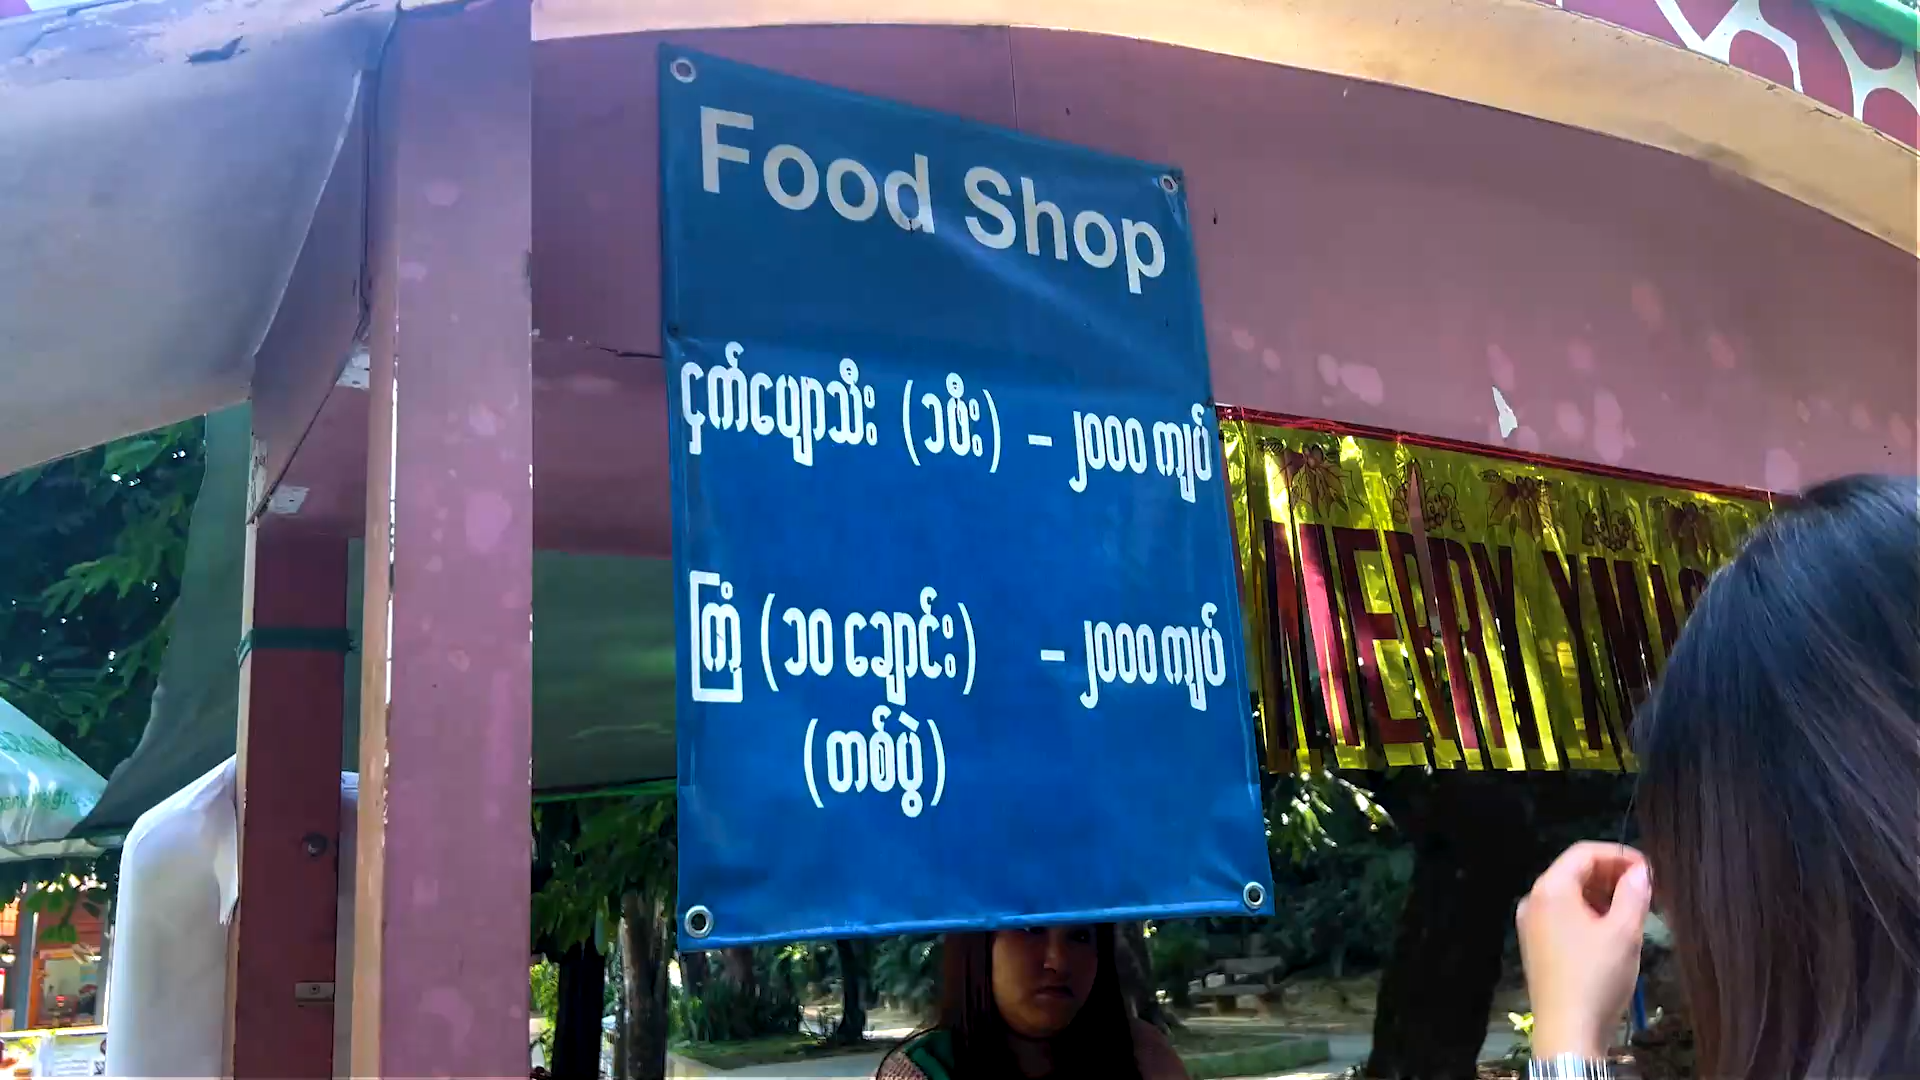 Food Shop
ငှက်ပျောသီး (၁ဖီး) – ၂၀၀၀ ကျပ်
ကြံ (၁၀ ချောင်း) – ၂၀၀၀ ကျပ်
(တစ်ပွဲ)
MERRY XMAS